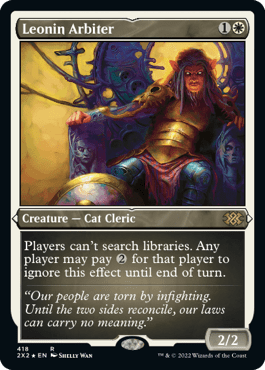 Leonin Arbiter 1
Creature — Cat Cleric
Players can't search libraries. Any
player may pay 2 for that player to
ignore this effect until end of turn.
"Our people are torn by infighting.
Until the two sides reconcile, our laws
can carry no meaning."
2/2
418 R
2X2 ★ EN Shelly Wan
™ & © 2022 Wizards of the Coast